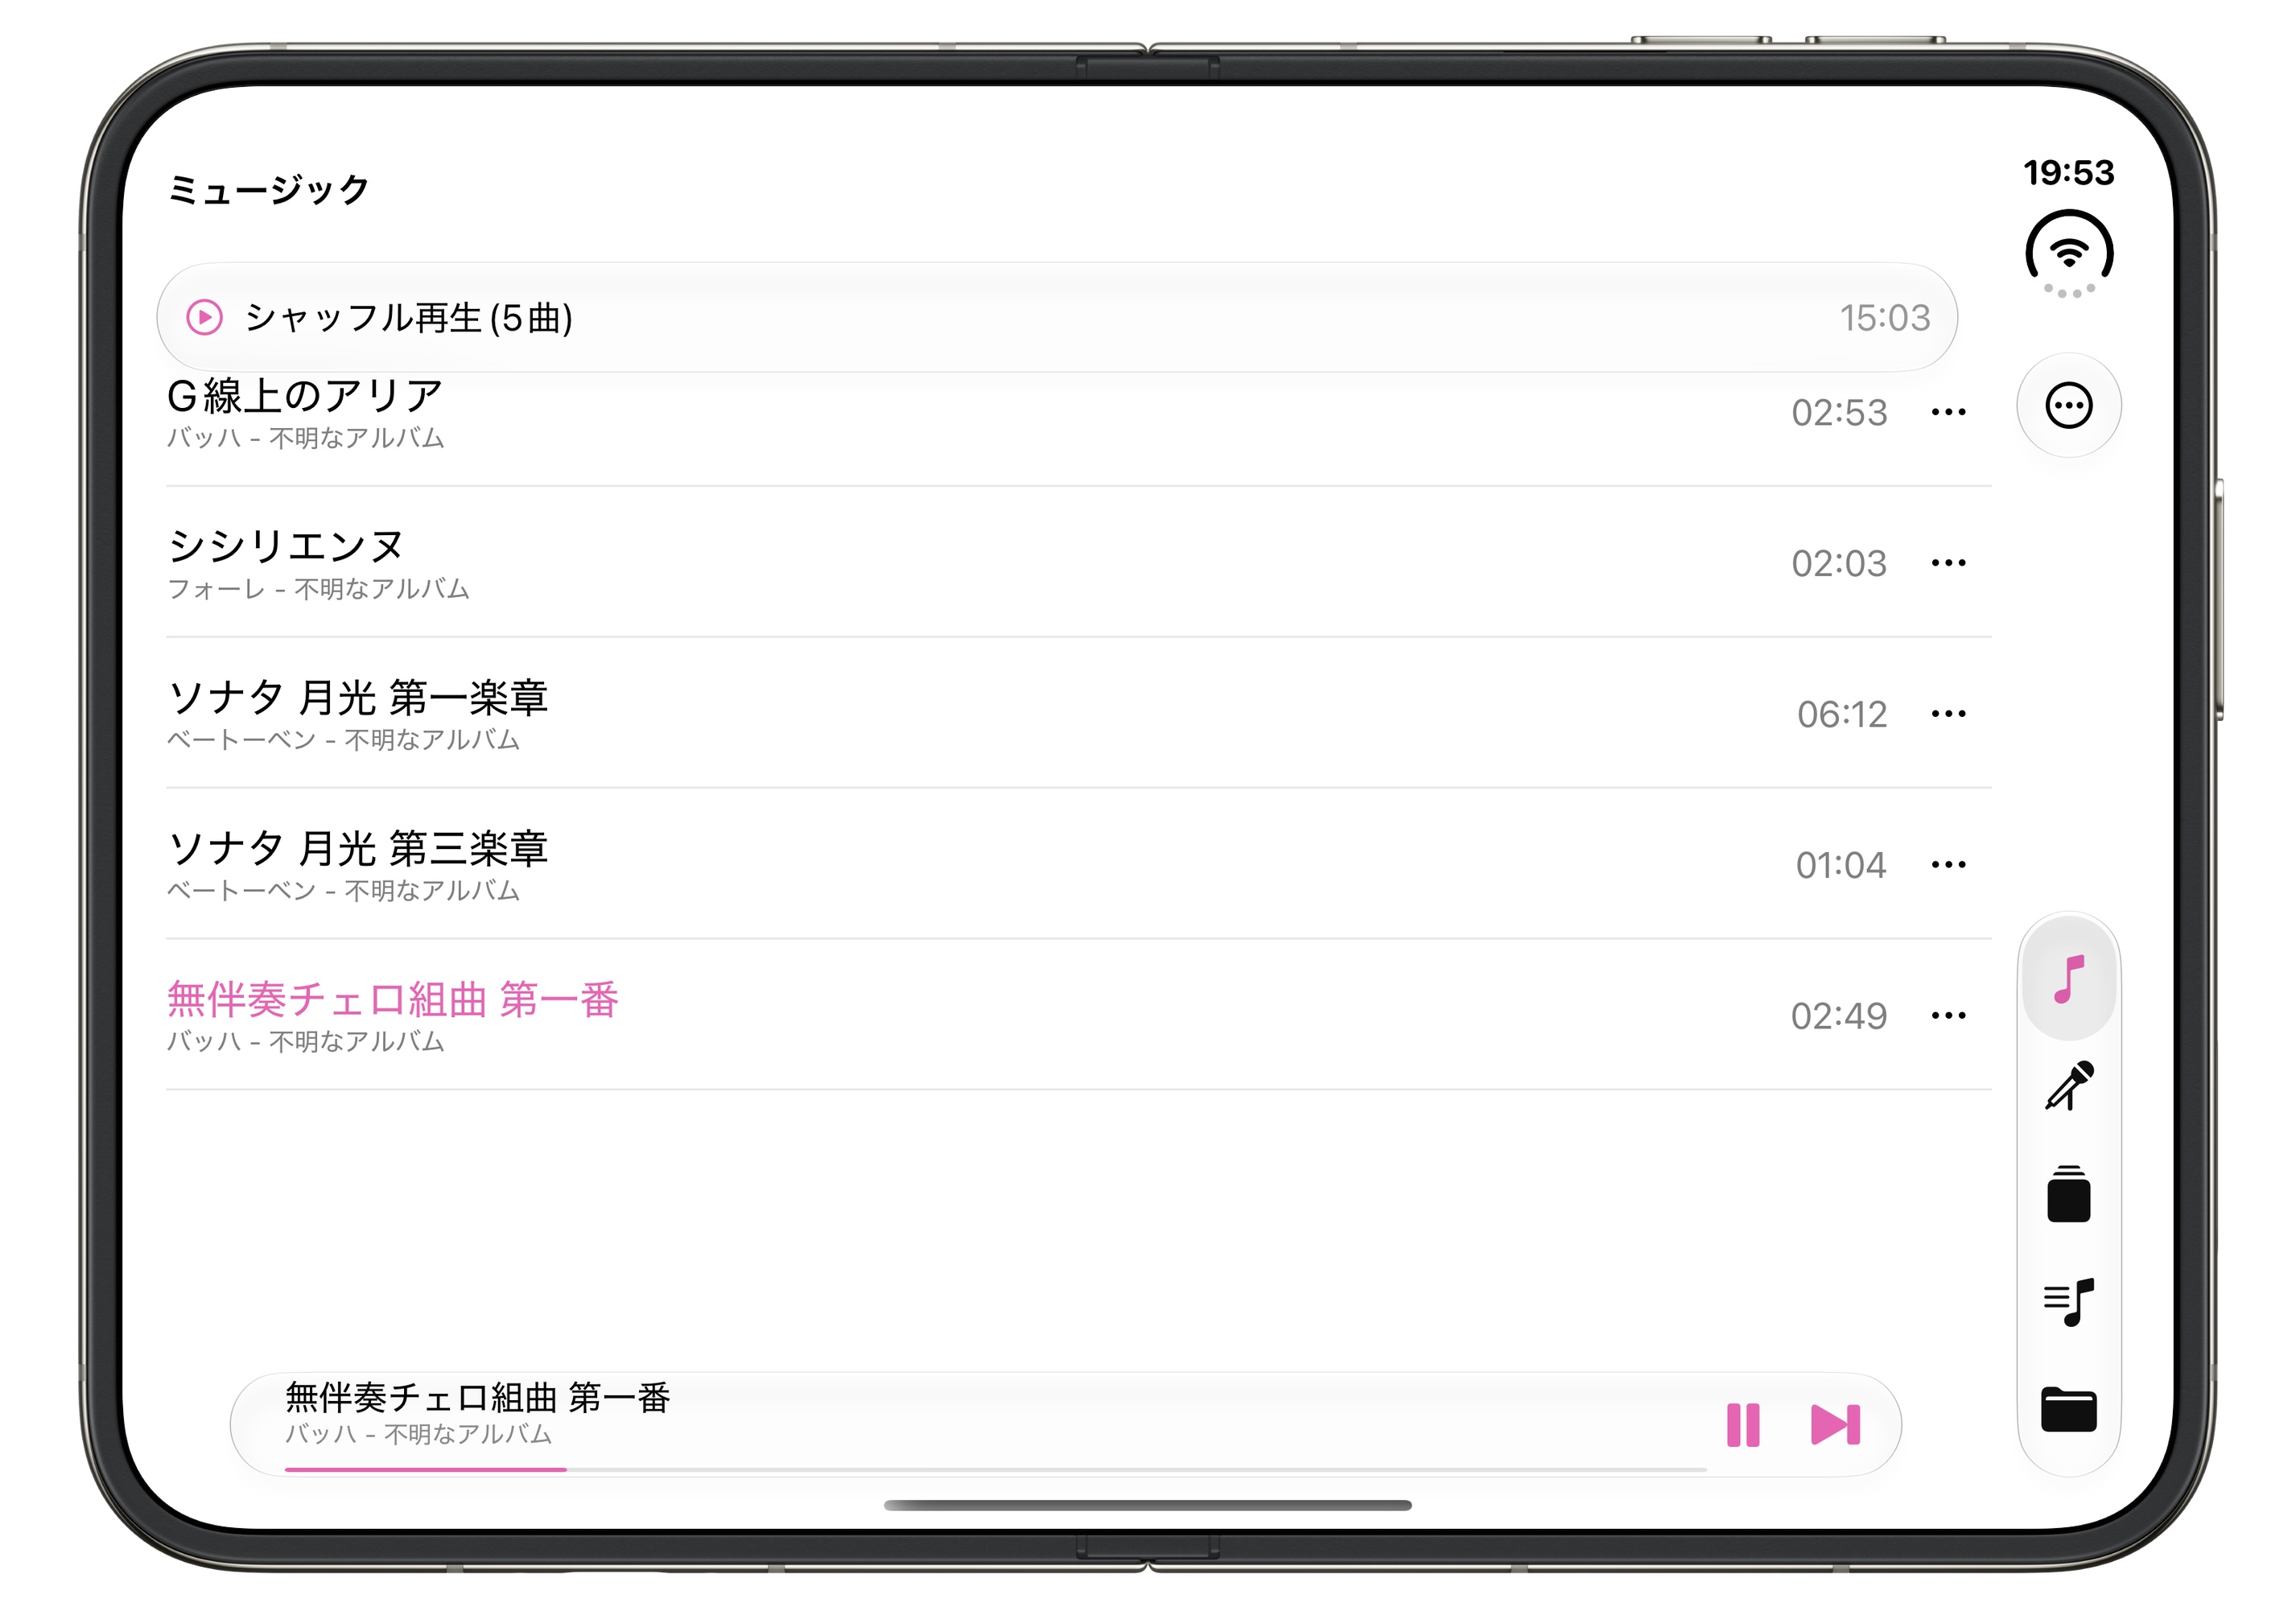 19:53
ミュージック
シャッフル再生(5曲) 15:03
G線上のアリア
バッハ - 不明なアルバム
02:53
シシリエンヌ
フォーレ - 不明なアルバム
02:03
ソナタ 月光 第一楽章
ベートーベン - 不明なアルバム
06:12
ソナタ 月光 第三楽章
ベートーベン - 不明なアルバム
01:04
無伴奏チェロ組曲 第一番
バッハ - 不明なアルバム
02:49
無伴奏チェロ組曲 第一番
バッハ - 不明なアルバム